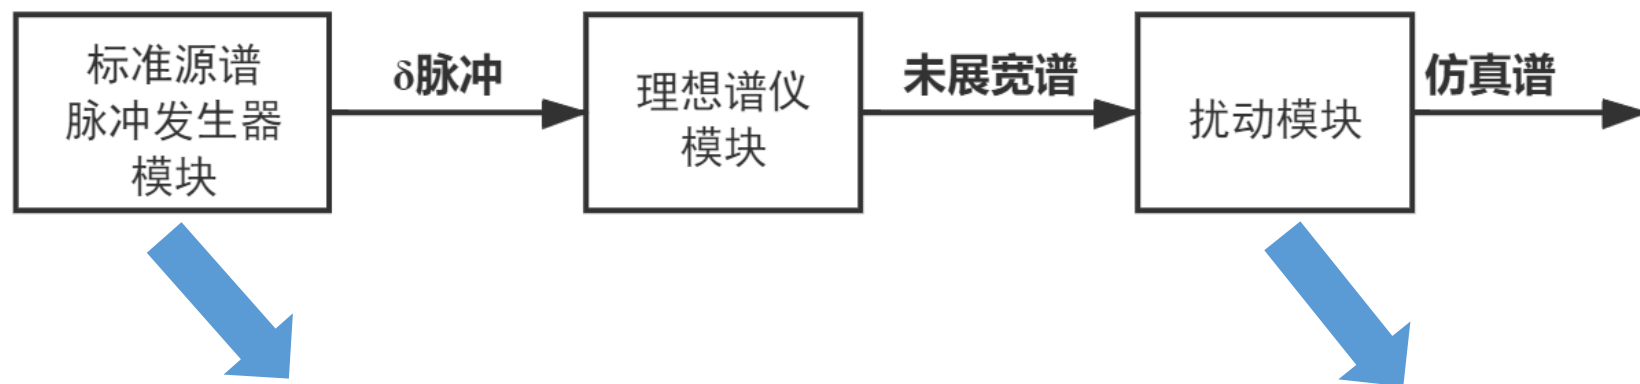 标准源谱
脉冲发生器
模块
δ脉冲
理想谱仪
模块
未展宽谱
扰动模块
仿真谱